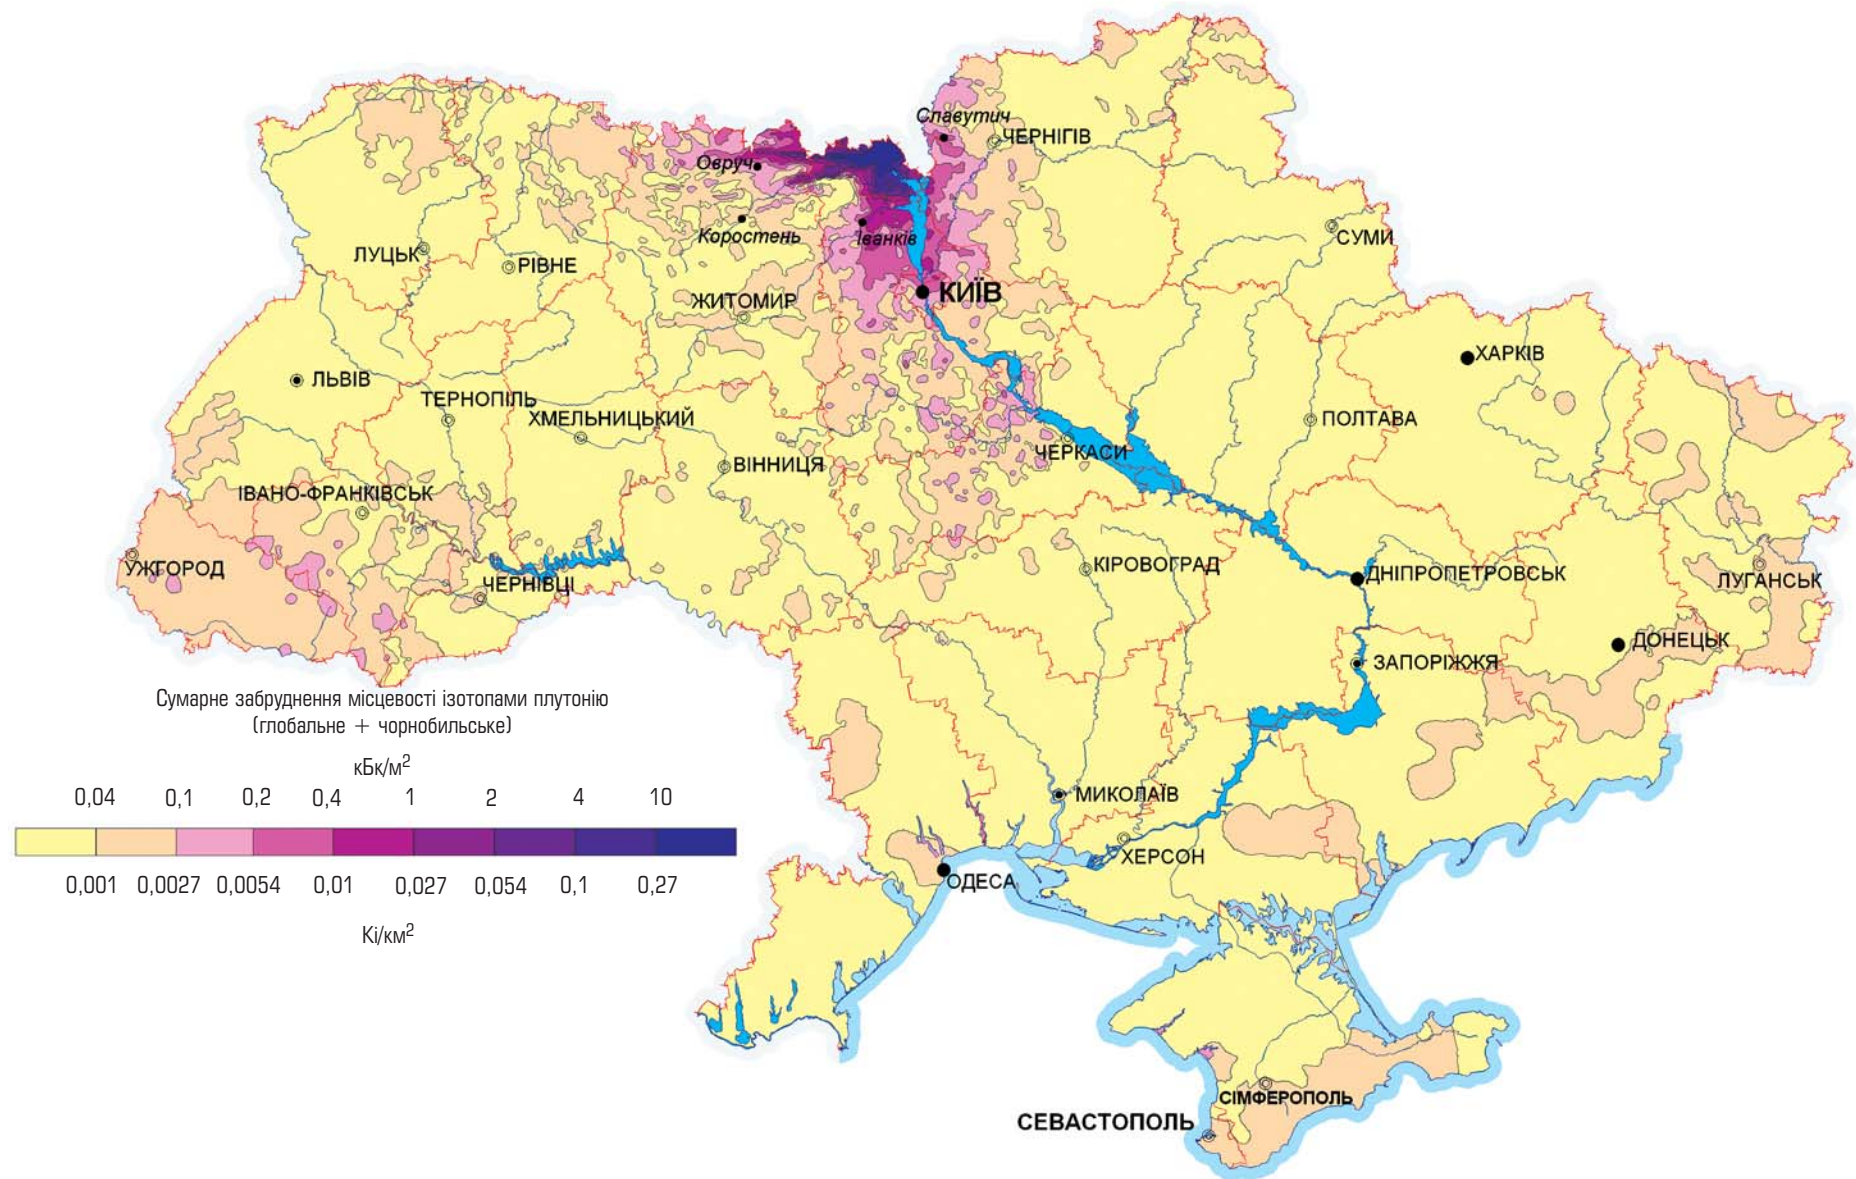 Славутич
ЧЕРНІГІВ
Овруч
Коростень
Іванків
СУМИ
ЛУЦЬК
РІВНЕ
ЖИТОМИР
КИЇВ
ХАРКІВ
ЛЬВІВ
ТЕРНОПІЛЬ
ХМЕЛЬНИЦЬКИЙ
ПОЛТАВА
ЧЕРКАСИ
ВІННИЦЯ
ІВАНО-ФРАНКІВСЬК
УЖГОРОД
ЧЕРНІВЦІ
КІРОВОГРАД
ДНІПРОПЕТРОВСЬК
ЛУГАНСЬК
ДОНЕЦЬК
ЗАПОРІЖЖЯ
Сумарне забруднення місцевості ізотопами плутонію
(глобальне + чорнобильське)
кБк/м²
0,04 0,1 0,2 0,4 1 2 4 10
0,001 0,0027 0,0054 0,01 0,027 0,054 0,1 0,27
Кі/км²
МИКОЛАЇВ
ХЕРСОН
ОДЕСА
СІМФЕРОПОЛЬ
СЕВАСТОПОЛЬ